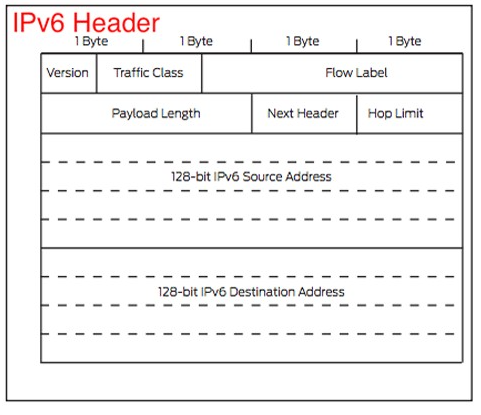 IPv6 Header
1 Byte 1 Byte 1 Byte 1 Byte
Version Traffic Class Flow Label
Payload Length Next Header Hop Limit
128-bit IPv6 Source Address
128-bit IPv6 Destination Address